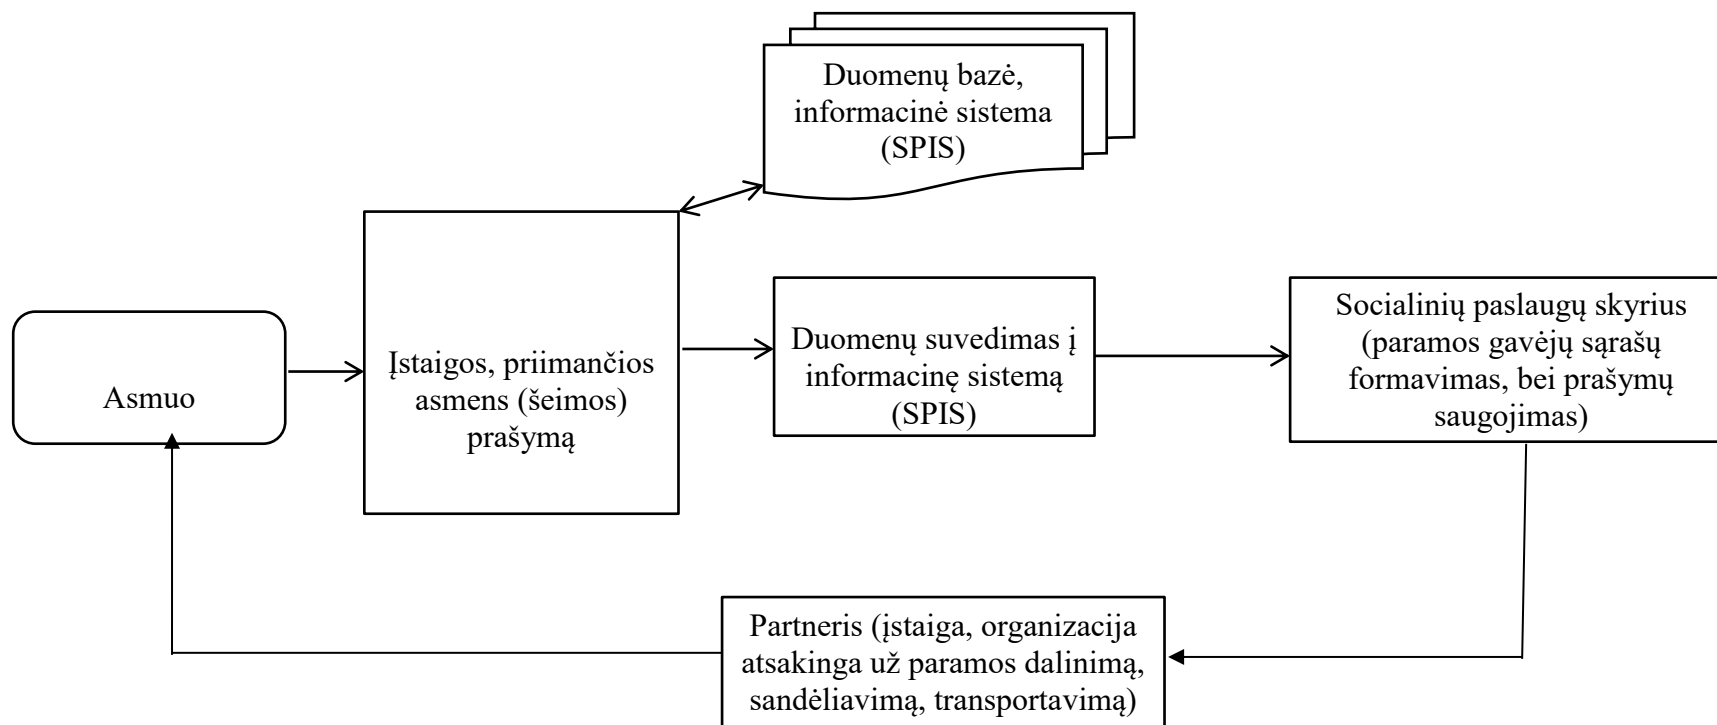 Duomenų bazė,
informacinė sistema
(SPIS)
Asmuo
Įstaigos, priimančios
asmens (šeimos)
prašymą
Duomenų suvedimas į
informacinę sistemą
(SPIS)
Socialinių paslaugų skyrius
(paramos gavėjų sąrašų
formavimas, bei prašymų
saugojimas)
Partneris (įstaiga, organizacija
atsakinga už paramos dalinimą,
sandėliavimą, transportavimą)